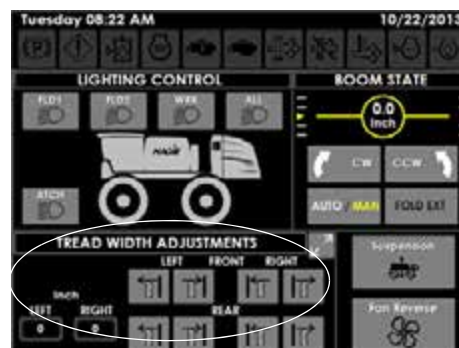 Tuesday 08:22 AM 10/22/2013
(P)
LIGHTING CONTROL
FLD1 FLD2 WRK ALL
HAGIE
ATCH
BOOM STATE
0.0
Inch
CW CCW
AUTO / MAN FOLD EXT
TREAD WIDTH ADJUSTMENTS
LEFT FRONT RIGHT
Inch
LEFT RIGHT
0 0
REAR
Suspension
Fan Reverse